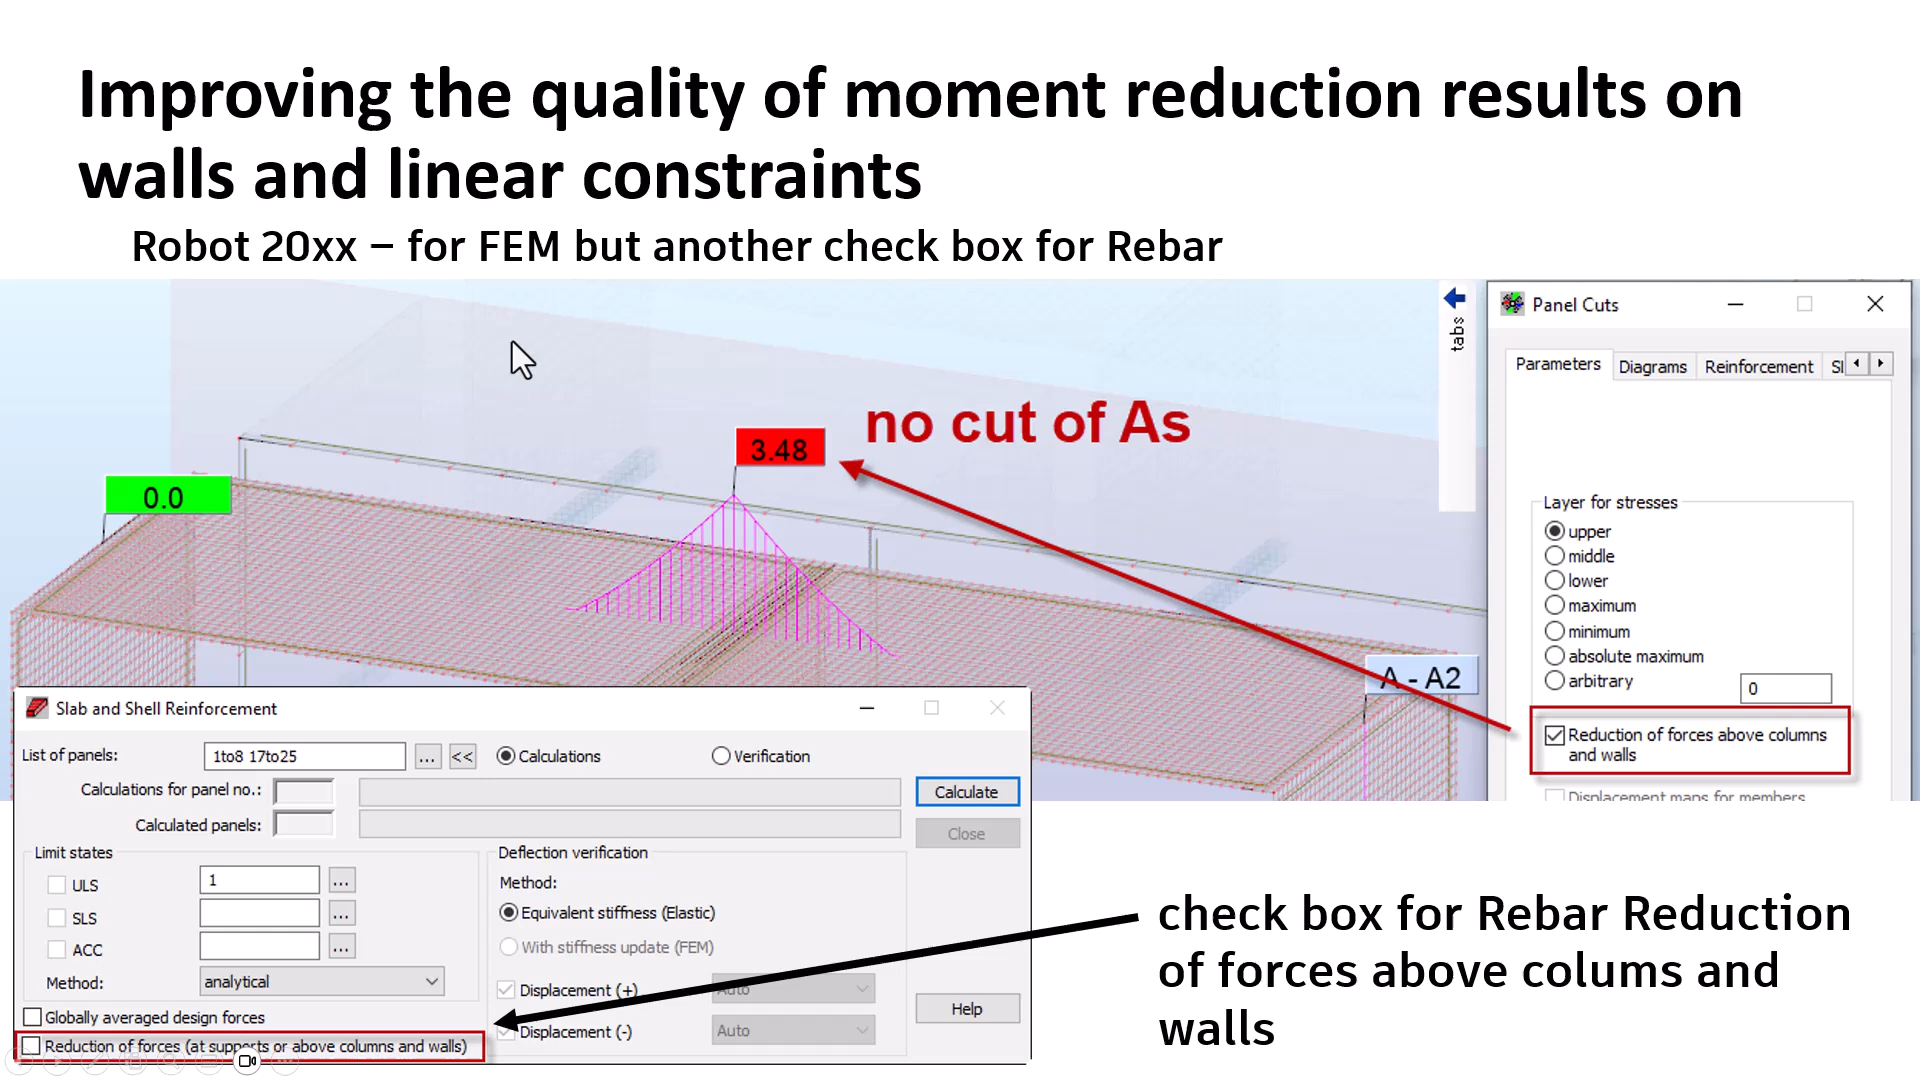 Improving the quality of moment reduction results on
walls and linear constraints
Robot 20xx – for FEM but another check box for Rebar
tabs
Panel Cuts
Parameters Diagrams Reinforcement Sl
no cut of As
3.48
0.0
A - A2
Layer for stresses
upper
middle
lower
maximum
minimum
absolute maximum
arbitrary
0
Reduction of forces above columns
and walls
Displacement maps for members
Slab and Shell Reinforcement
List of panels: 1to8 17to25 ... << Calculations Verification
Calculations for panel no.:
Calculate
Calculated panels:
Close
Limit states
ULS 1 ...
SLS ...
ACC ...
Method: analytical
Globally averaged design forces
Reduction of forces (at supports or above columns and walls)
Deflection verification
Method:
Equivalent stiffness (Elastic)
With stiffness update (FEM)
Displacement (+) Auto
Displacement (-) Auto
Help
check box for Rebar Reduction
of forces above colums and
walls